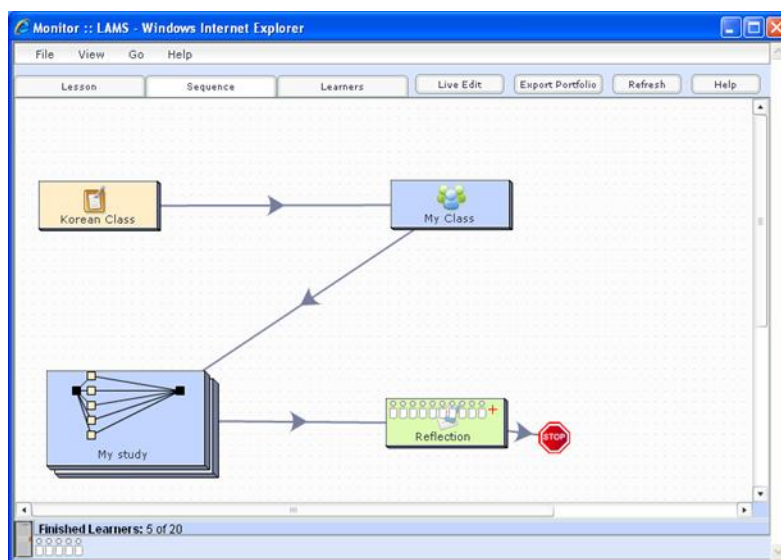 Monitor :: LAMS - Windows Internet Explorer
File View Go Help
Lesson Sequence Learners Live Edit Export Portfolio Refresh Help
Korean Class
My Class
My study
Reflection
STOP
Finished Learners: 5 of 20